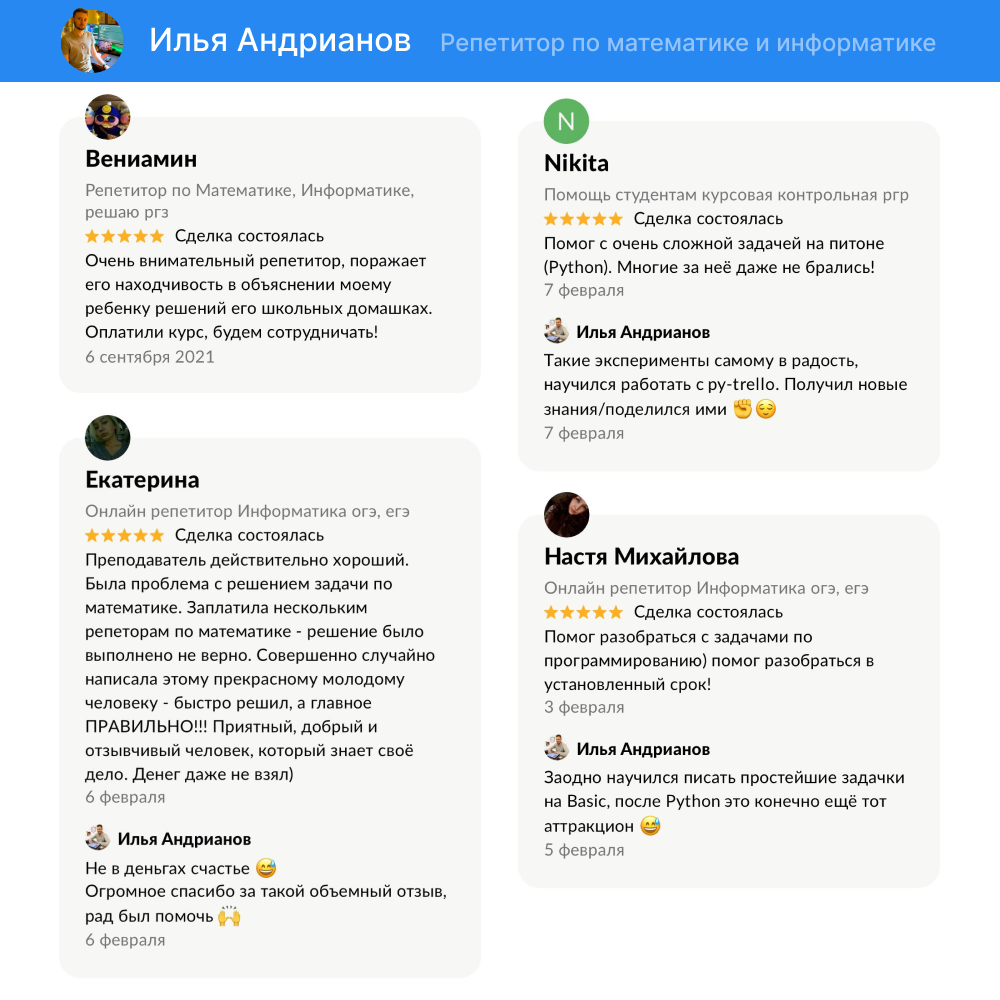 Илья Андрианов Репетитор по математике и информатике
Вениамин
Репетитор по Математике, Информатике,
решаю ргз
Сделка состоялась
Очень внимательный репетитор, поражает
его находчивость в объяснении моему
ребенку решений его школьных домашках.
Оплатили курс, будем сотрудничать!
6 сентября 2021
Екатерина
Онлайн репетитор Информатика огэ, егэ
Сделка состоялась
Преподаватель действительно хороший.
Была проблема с решением задачи по
математике. Заплатила нескольким
репеторам по математике - решение было
выполнено не верно. Совершенно случайно
написала этому прекрасному молодому
человеку - быстро решил, а главное
ПРАВИЛЬНО!!! Приятный, добрый и
отзывчивый человек, который знает своё
дело. Денег даже не взял)
6 февраля
Илья Андрианов
Не в деньгах счастье 😅
Огромное спасибо за такой объемный отзыв,
рад был помочь 🙌
6 февраля
N
Nikita
Помощь студентам курсовая контрольная ргр
Сделка состоялась
Помог с очень сложной задачей на питоне
(Python). Многие за неё даже не брались!
7 февраля
Илья Андрианов
Такие эксперименты самому в радость,
научился работать с py-trello. Получил новые
знания/поделился ими ✊😌
7 февраля
Настя Михайлова
Онлайн репетитор Информатика огэ, егэ
Сделка состоялась
Помог разобраться с задачами по
программированию) помог разобраться в
установленный срок!
3 февраля
Илья Андрианов
Заодно научился писать простейшие задачки
на Basic, после Python это конечно ещё тот
аттракцион 😅
5 февраля